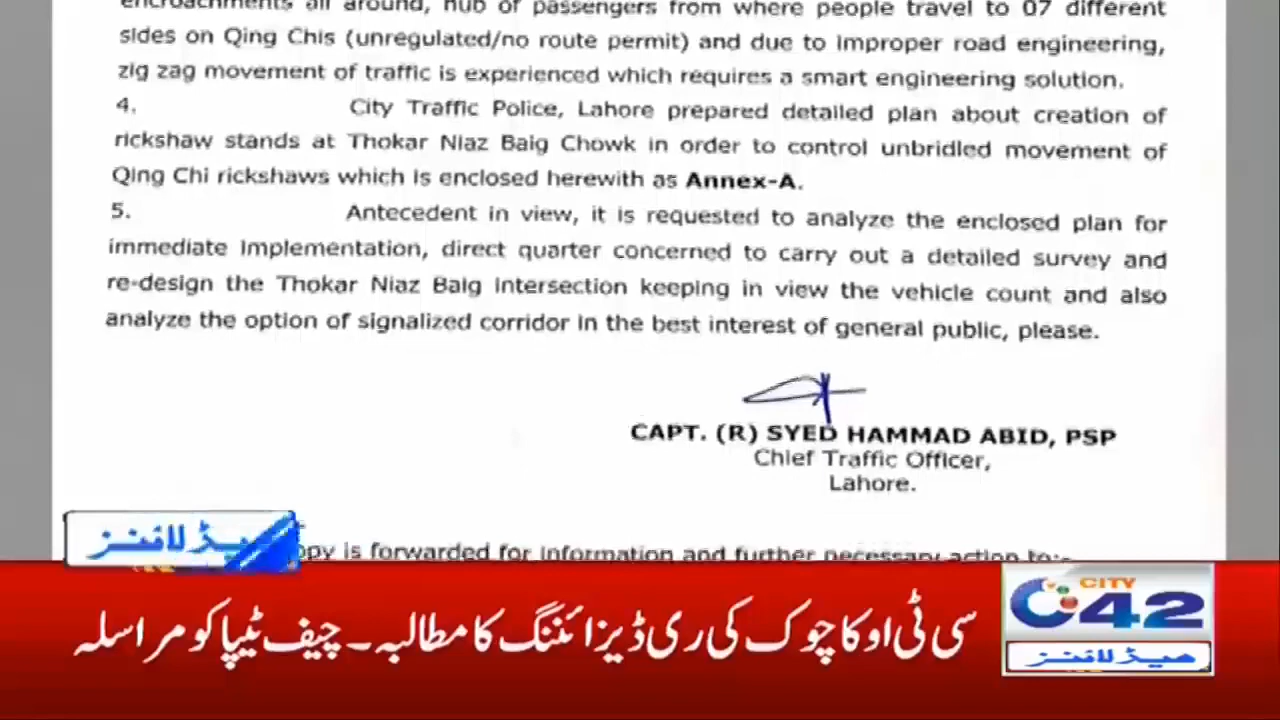 encroachments all around, hub of passengers from where people travel to 07 different
sides on Qing Chis (unregulated/no route permit) and due to improper road engineering,
zig zag movement of traffic is experienced which requires a smart engineering solution.
4. City Traffic Police, Lahore prepared detailed plan about creation of
rickshaw stands at Thokar Niaz Baig Chowk in order to control unbridled movement of
Qing Chi rickshaws which is enclosed herewith as Annex-A.
5. Antecedent in view, it is requested to analyze the enclosed plan for
immediate implementation, direct quarter concerned to carry out a detailed survey and
re-design the Thokar Niaz Baig Intersection keeping in view the vehicle count and also
analyze the option of signalized corridor in the best interest of general public, please.
CAPT. (R) SYED HAMMAD ABID, PSP
Chief Traffic Officer,
Lahore.
is forwarded for information and further necessary action to:-
ہیڈلائنز
CITY
42
سی ٹی او کا چوک کی ری ڈیزائننگ کا مطالبہ ۔ چیف ٹیپا کو مراسلہ
ہیڈلائنز